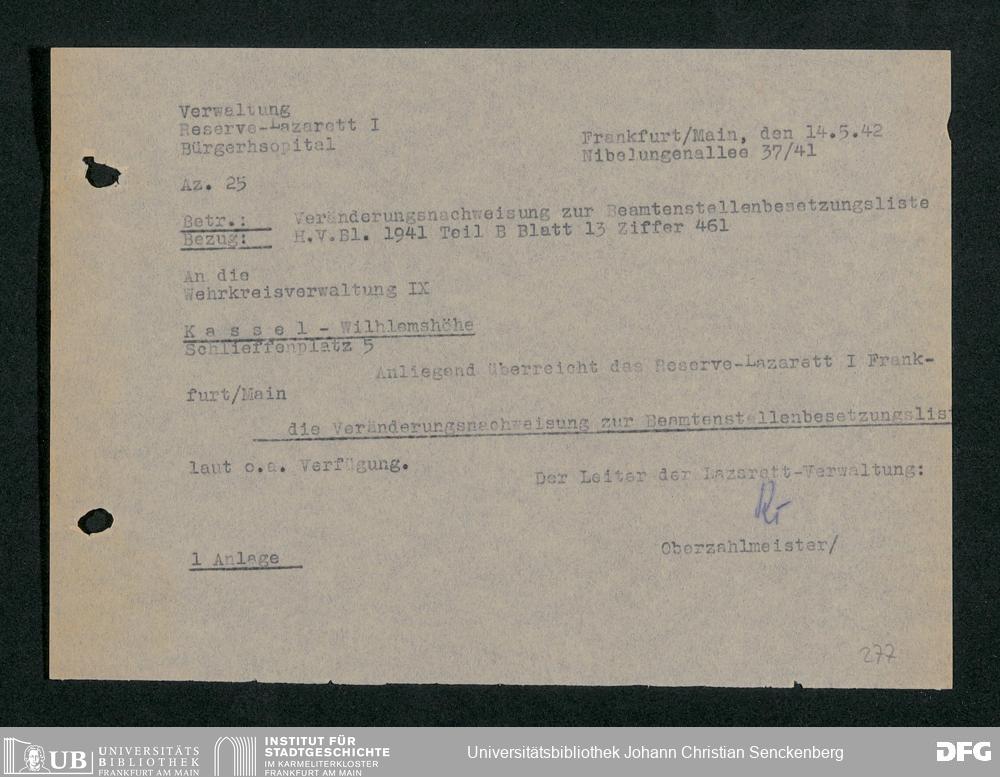 Verwaltung
Reserve-Lazarett I
Bürgerhsopital
Frankfurt/Main, den 14.5.42
Nibelungenallee 37/41
Az. 25
Betr.: Veränderungsnachweisung zur Beamtenstellenbesetzungsliste
Bezug: H.V.Bl. 1941 Teil B Blatt 13 Ziffer 461
An die
Wehrkreisverwaltung IX
K a s s e l - Wilhlemshöhe
Schlieffenplatz 5
Anliegend überreicht das Reserve-Lazarett I Frank-
furt/Main
die Veränderungsnachweisung zur Beamtenstellenbesetzungslist
laut o.a. Verfügung.
Der Leiter der Lazarett-Verwaltung:
Oberzahlmeister/
1 Anlage
277
UB UNIVERSITÄTS
BIBLIOTHEK
FRANKFURT AM MAIN
INSTITUT FÜR
STADTGESCHICHTE
IM KARMELITERKLOSTER
FRANKFURT AM MAIN
Universitätsbibliothek Johann Christian Senckenberg
DFG